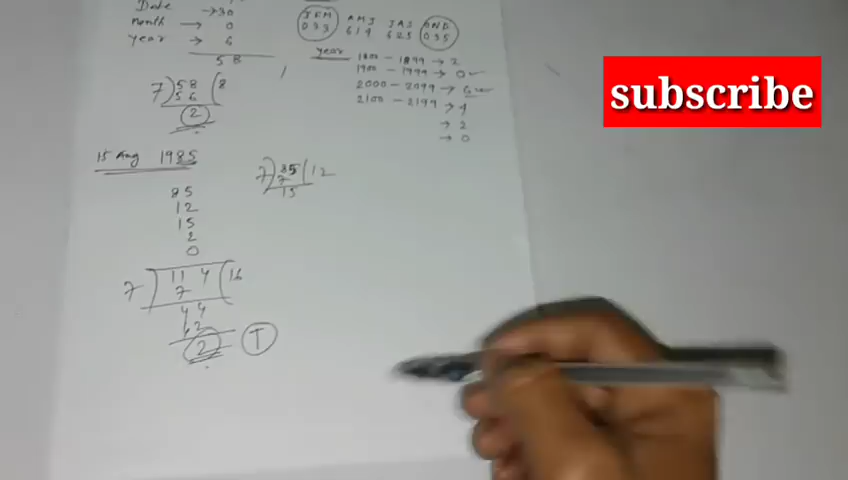 Date → 30
month → 0
year → 6
58
7)58(8
56
2
JFM AMJ JAS OND
033 614 625 035
year
1800 - 1899 → 2
1900 - 1999 → 0
2000 - 2099 → 6
2100 - 2199 → 4
→ 2
→ 0
15 Aug 1985
85
12
15
2
0
7)114(16
7
44
42
2 T
7)85(12
7
15
subscribe